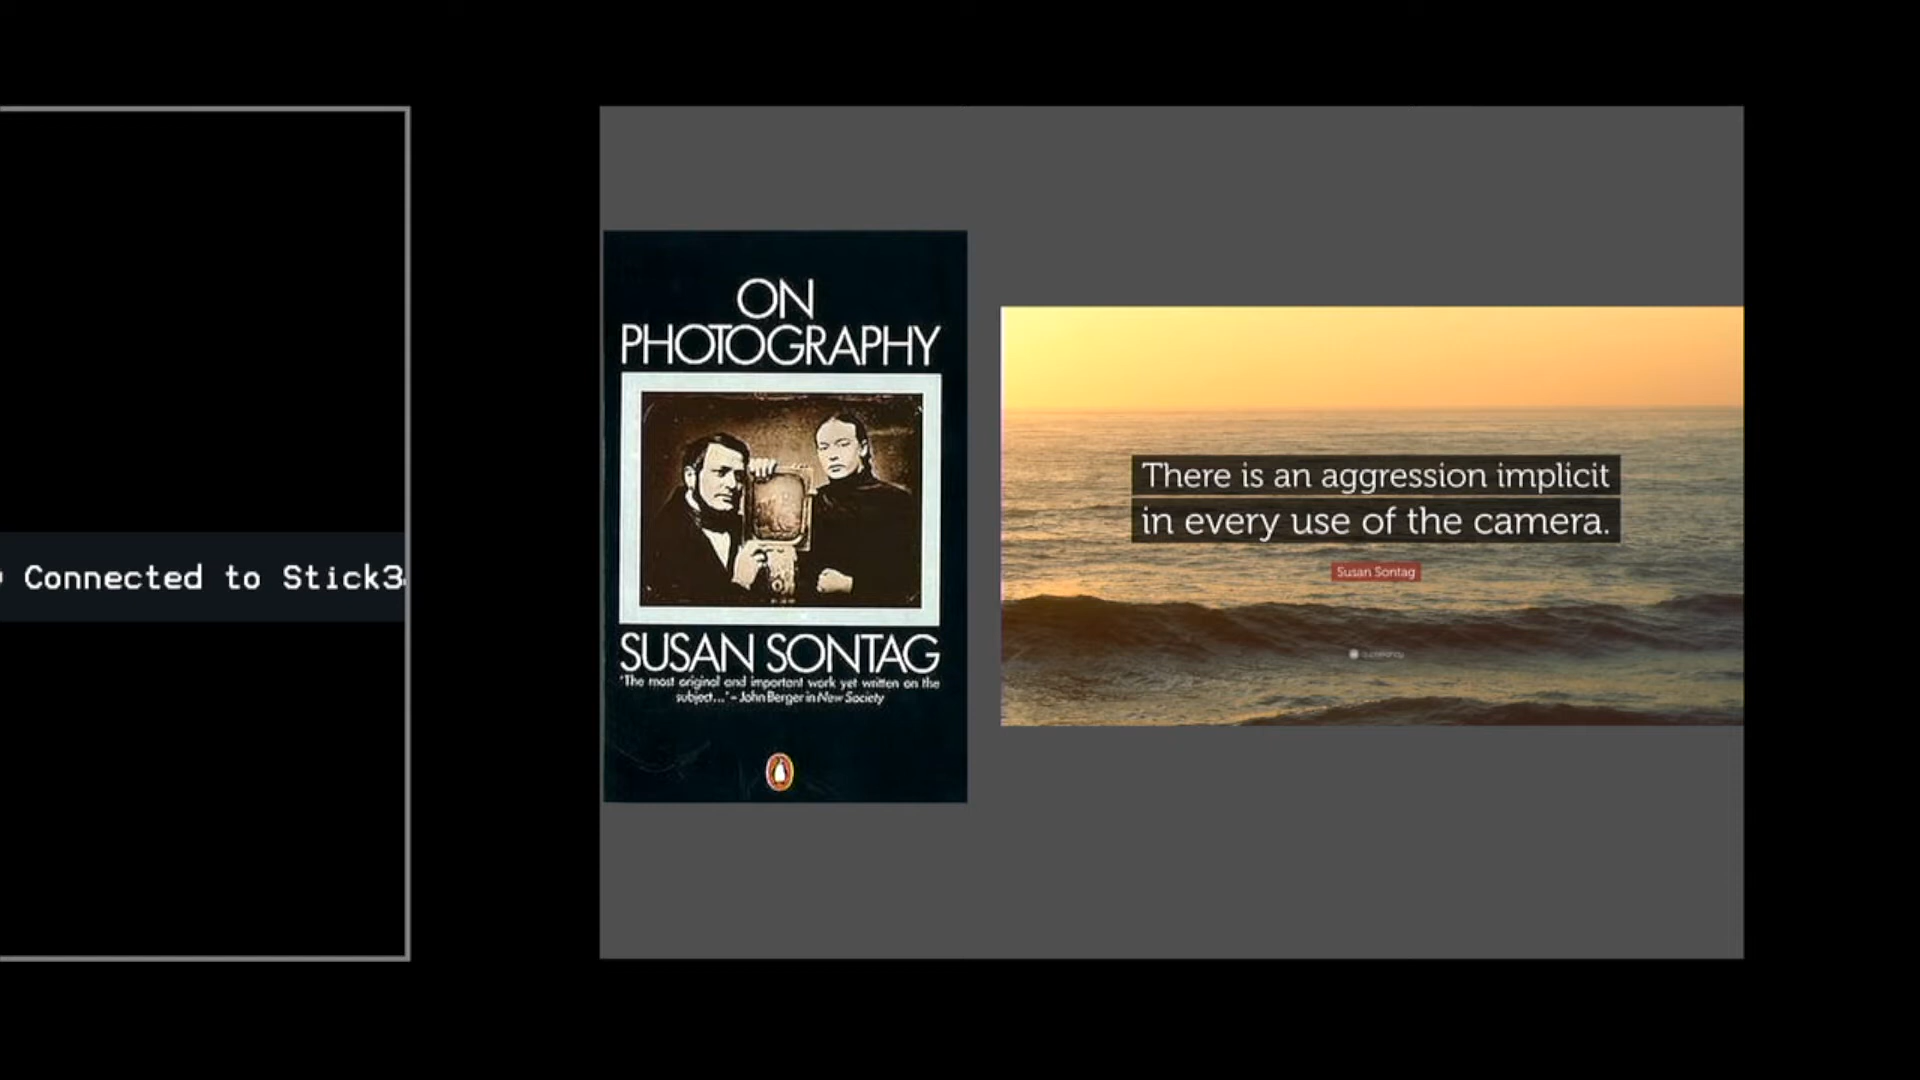 Connected to Stick3
ON
PHOTOGRAPHY
SUSAN SONTAG
'The most original and important work yet written on the
subject...' – John Berger in New Society
There is an aggression implicit
in every use of the camera.
Susan Sontag